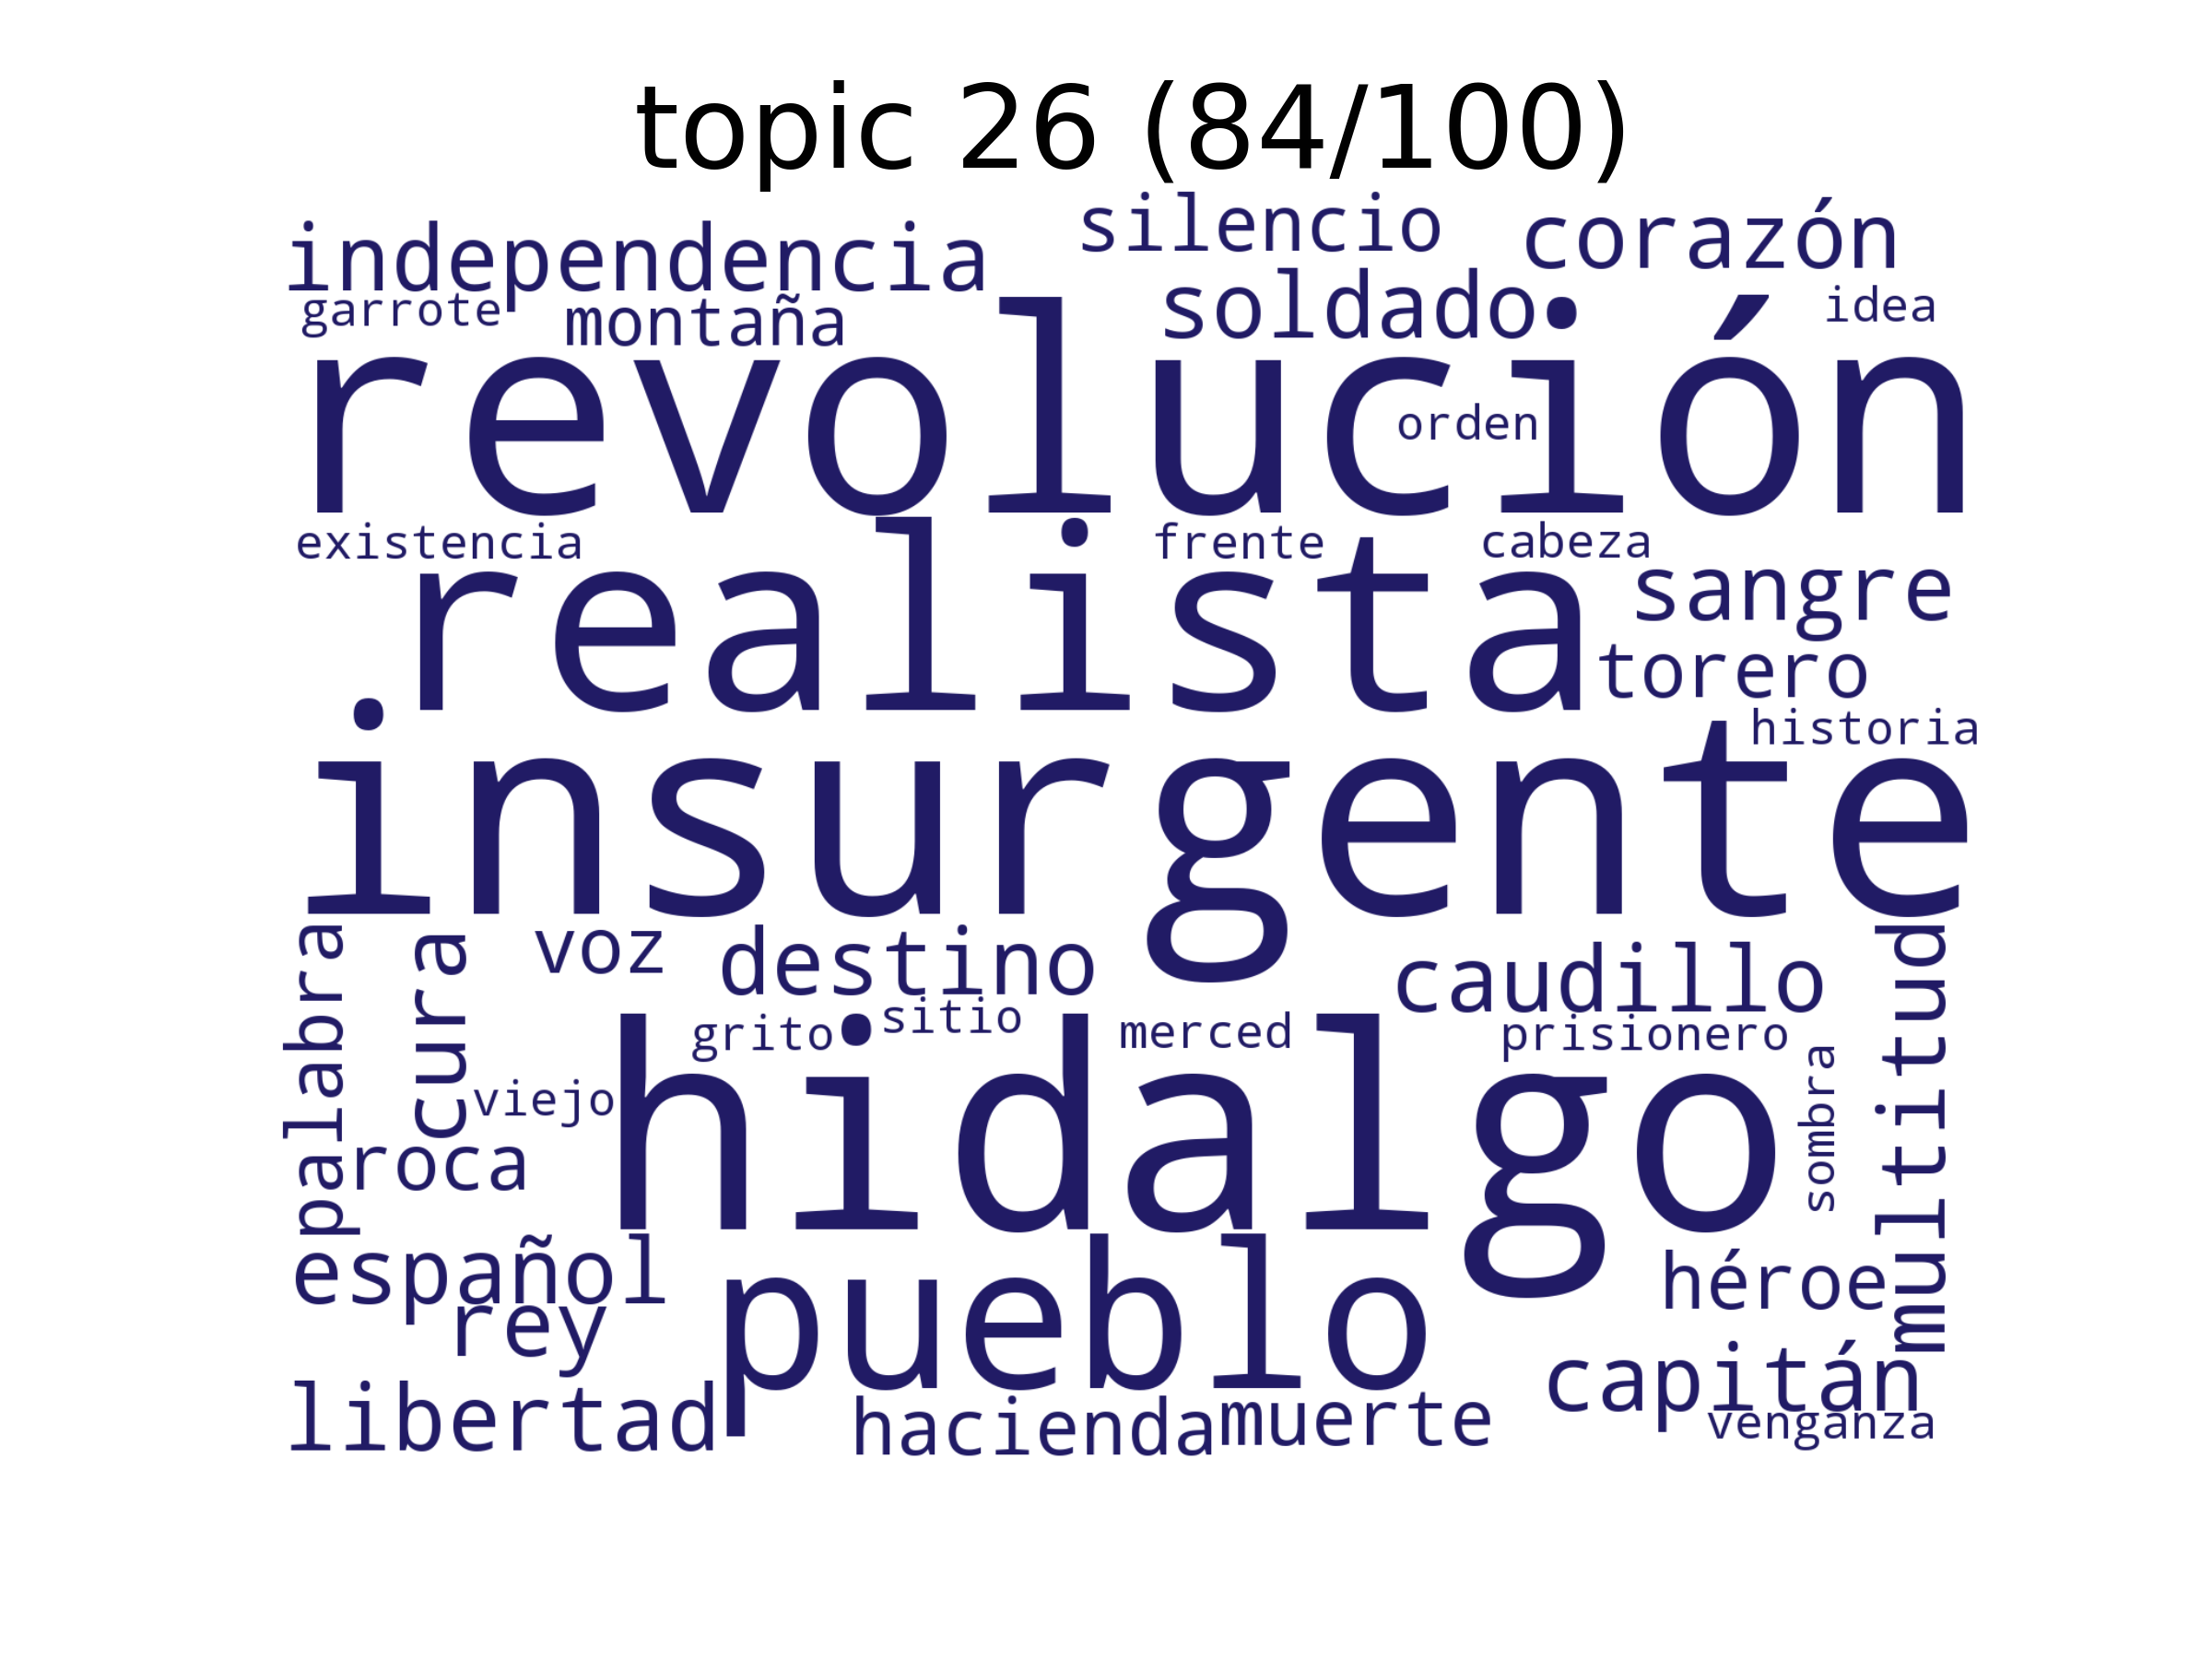 topic 26 (84/100)
silencio
corazón
independencia
soldado
garrote
montaña
idea
revolución
orden
existencia
frente
cabeza
realista
sangre
torero
historia
insurgente
palabra
cura
voz
destino
caudillo
multitud
sitio
grito
merced
prisionero
viejo
hidalgo
sombra
roca
español
pueblo
héroe
rey
capitán
libertad
hacienda
muerte
venganza